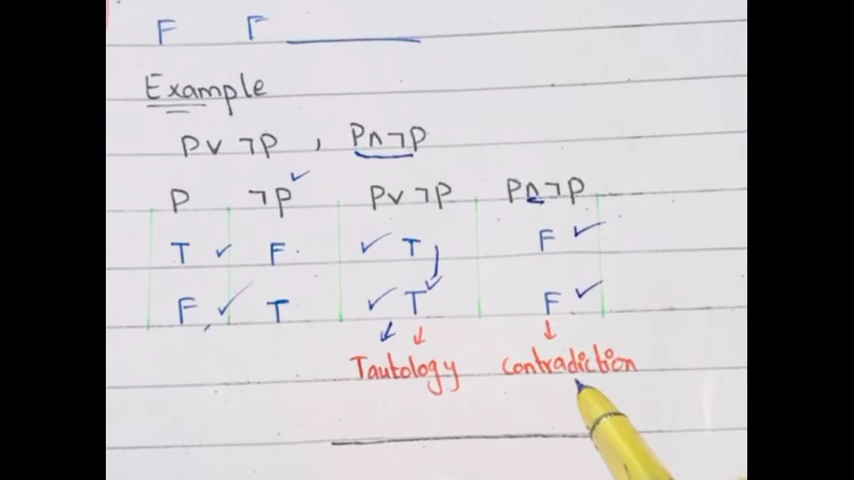 F F
Example
P∨ ¬P , P∧¬P
P ¬P P∨ ¬P P∧¬P
T F T F
F T T F
Tautology contradiction